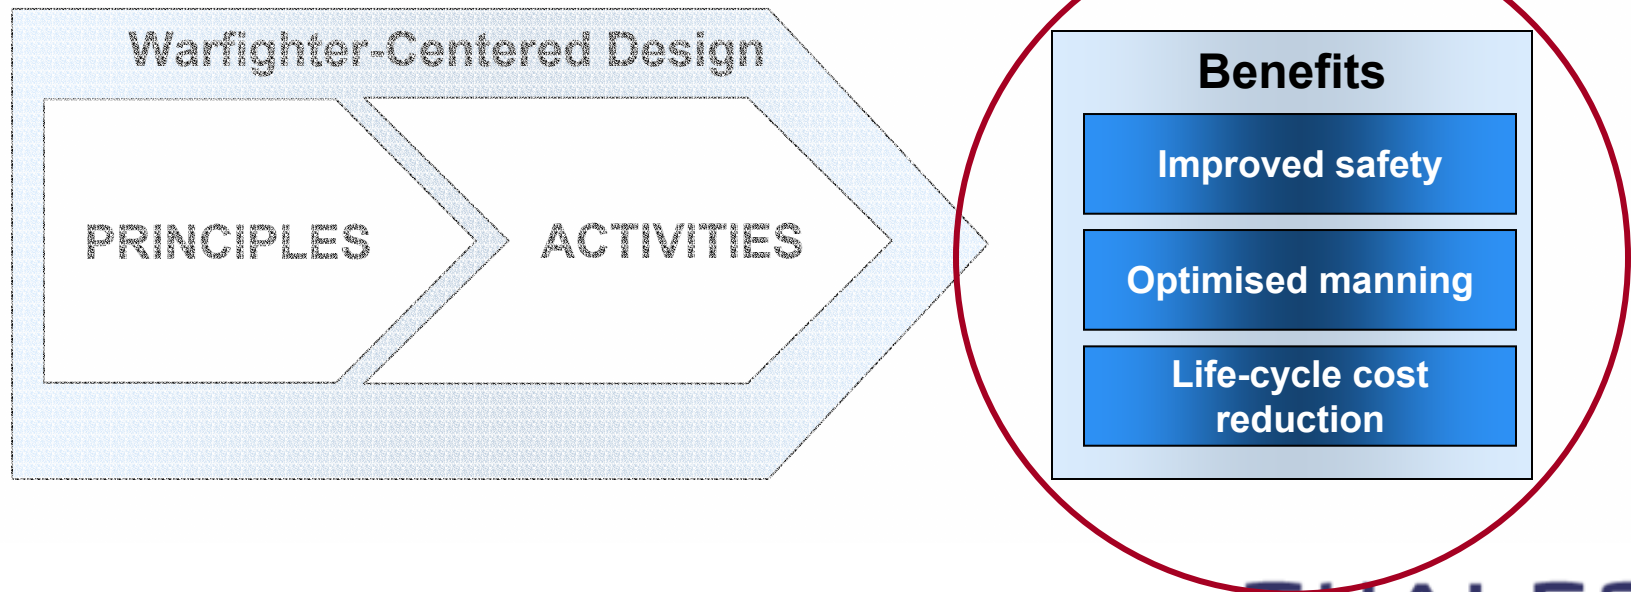 Warfighter-Centered Design
PRINCIPLES
ACTIVITIES
Benefits
Improved safety
Optimised manning
Life-cycle cost
reduction